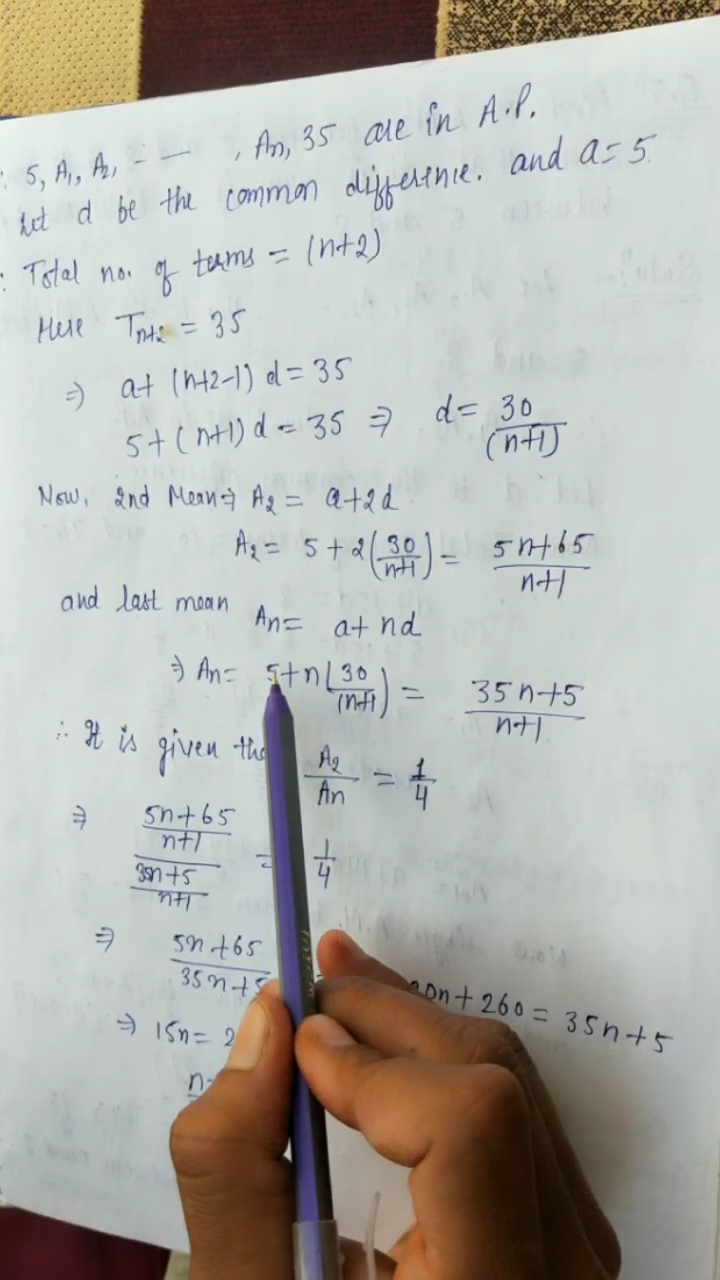 : 5, A₁, A₂, - — , An, 35 are in A.P.
Let d be the common difference. and a = 5
: Total no. of terms = (n+2)
Here Tn+2 = 35
⇒ a + (n+2-1) d = 35
5 + (n+1) d = 35 ⇒ d = 30/(n+1)
Now, 2nd Mean ⇒ A₂ = a+2d
A₂ = 5 + 2(30/n+1) = 5n+65/n+1
and last mean An = a + nd
⇒ An = 5+n(30/(n+1)) = 35n+5/n+1
∴ It is given A₂/An = 1/4
⇒ 5n+65/n+1 / 35n+5/n+1 = 1/4
⇒ 5n+65/35n+5 20n + 260 = 35n + 5
⇒ 15n = 2
n =